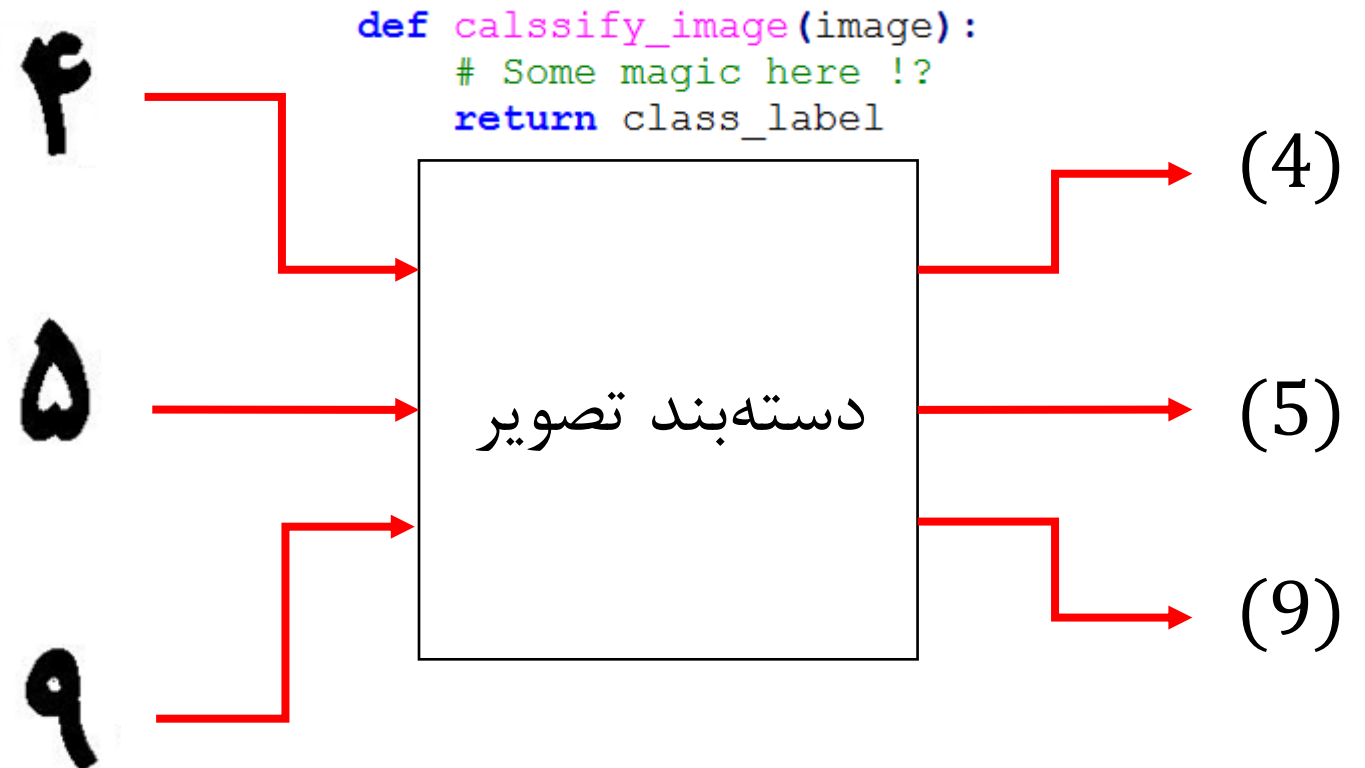 def calssify_image(image):
# Some magic here !?
return class_label
۴
(4)
۵
دسته‌بند تصویر
(5)
۹
(9)